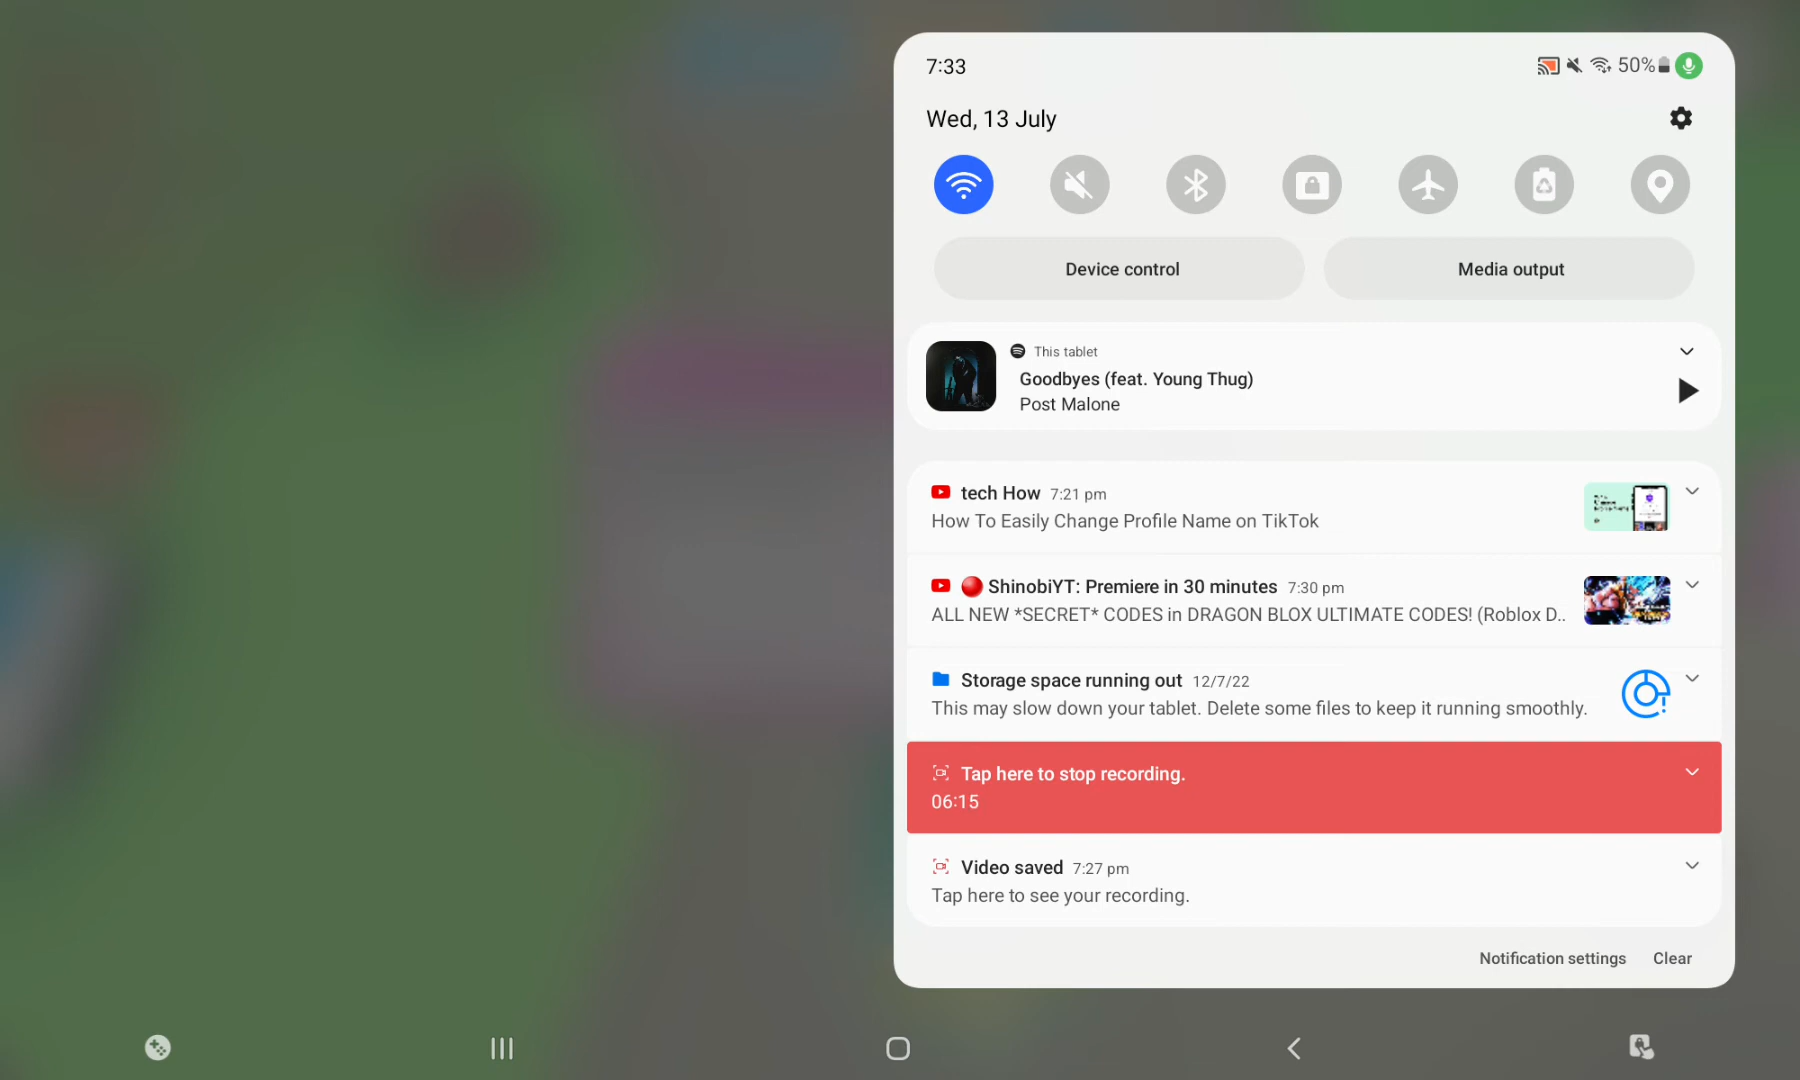 7:33
50%
Wed, 13 July
Device control
Media output
This tablet
Goodbyes (feat. Young Thug)
Post Malone
tech How 7:21 pm
How To Easily Change Profile Name on TikTok
ShinobiYT: Premiere in 30 minutes 7:30 pm
ALL NEW *SECRET* CODES in DRAGON BLOX ULTIMATE CODES! (Roblox D..
Storage space running out 12/7/22
This may slow down your tablet. Delete some files to keep it running smoothly.
Tap here to stop recording.
06:15
Video saved 7:27 pm
Tap here to see your recording.
Notification settings Clear